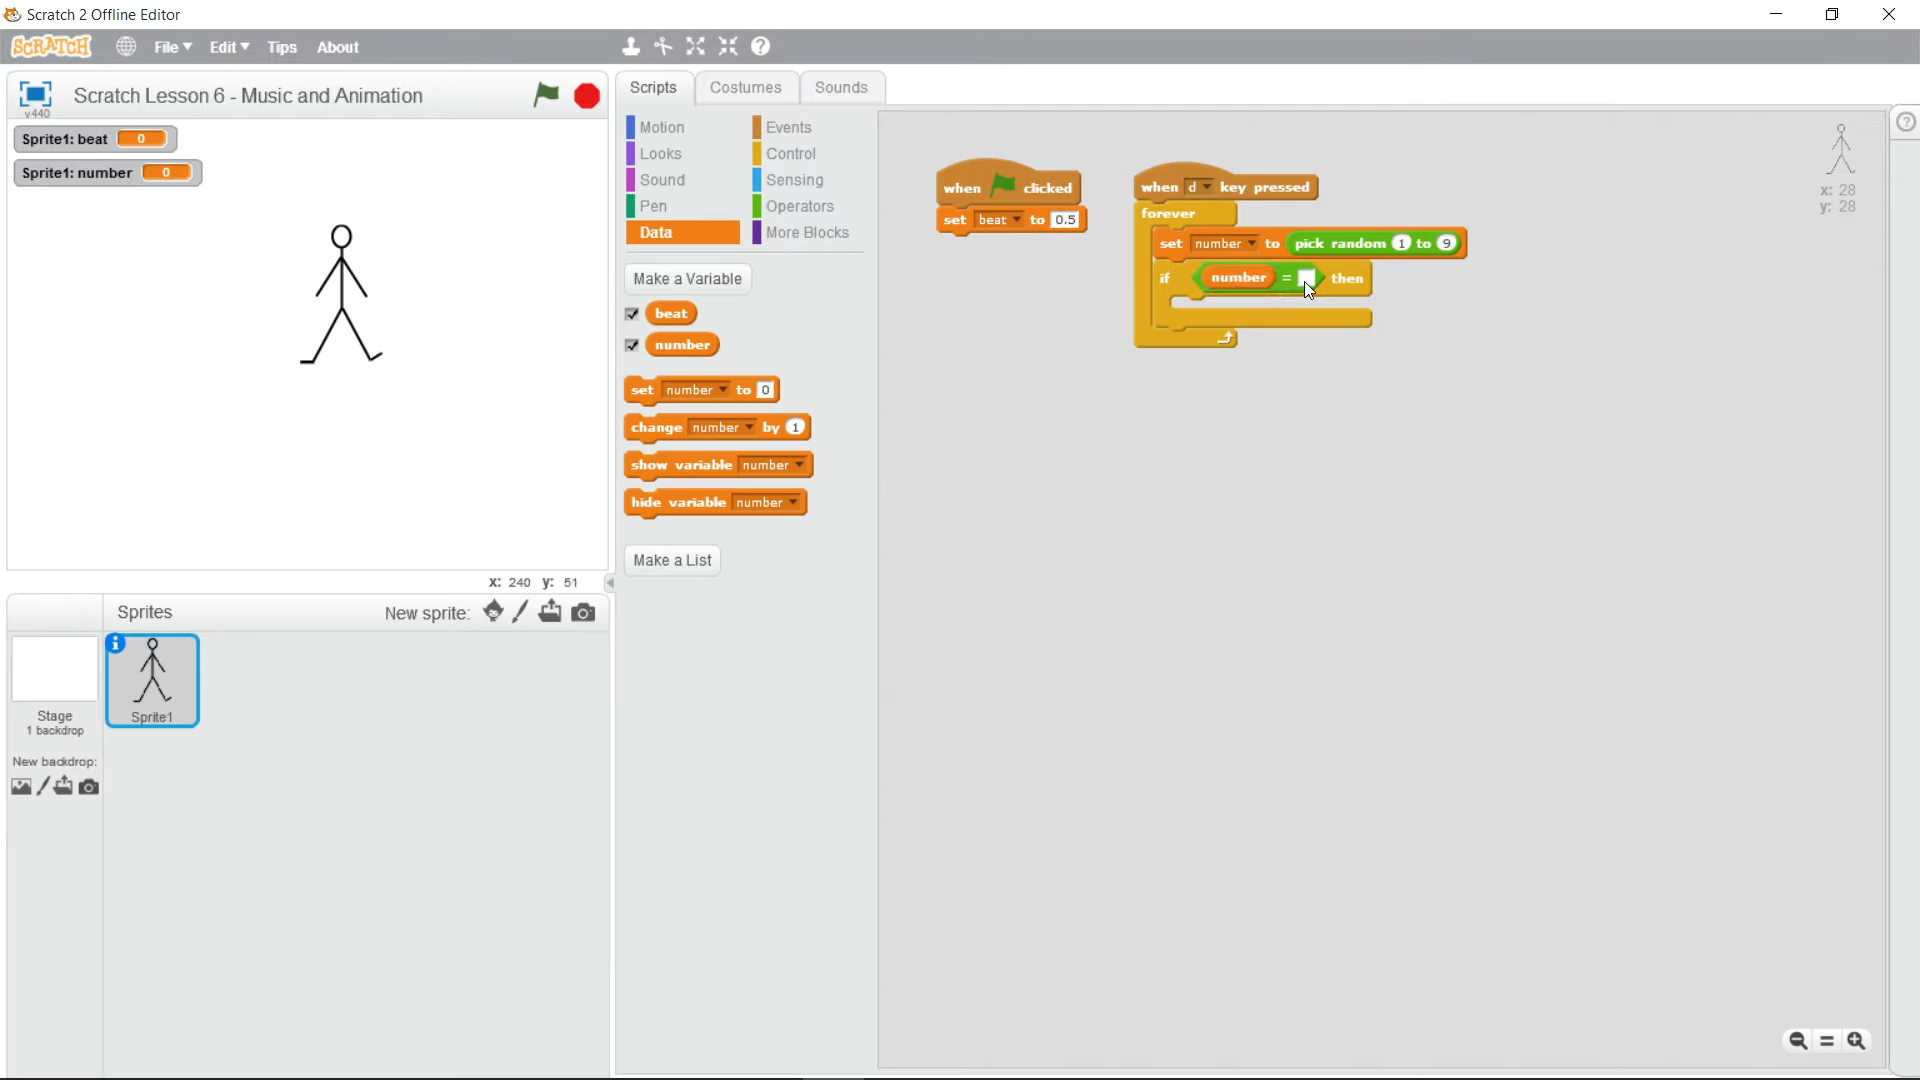 Scratch 2 Offline Editor
SCRATCH File Edit Tips About
v440 Scratch Lesson 6 - Music and Animation
Scripts Costumes Sounds
Sprite1: beat 0
Sprite1: number 0
Motion Events
Looks Control
Sound Sensing
Pen Operators
Data More Blocks
Make a Variable
beat
number
set number to 0
change number by 1
show variable number
hide variable number
Make a List
when clicked
set beat to 0.5
when d key pressed
forever
set number to pick random 1 to 9
if number = then
x: 28
y: 28
X: 240 y: 51
Sprites New sprite:
Stage
1 backdrop
New backdrop:
Sprite1